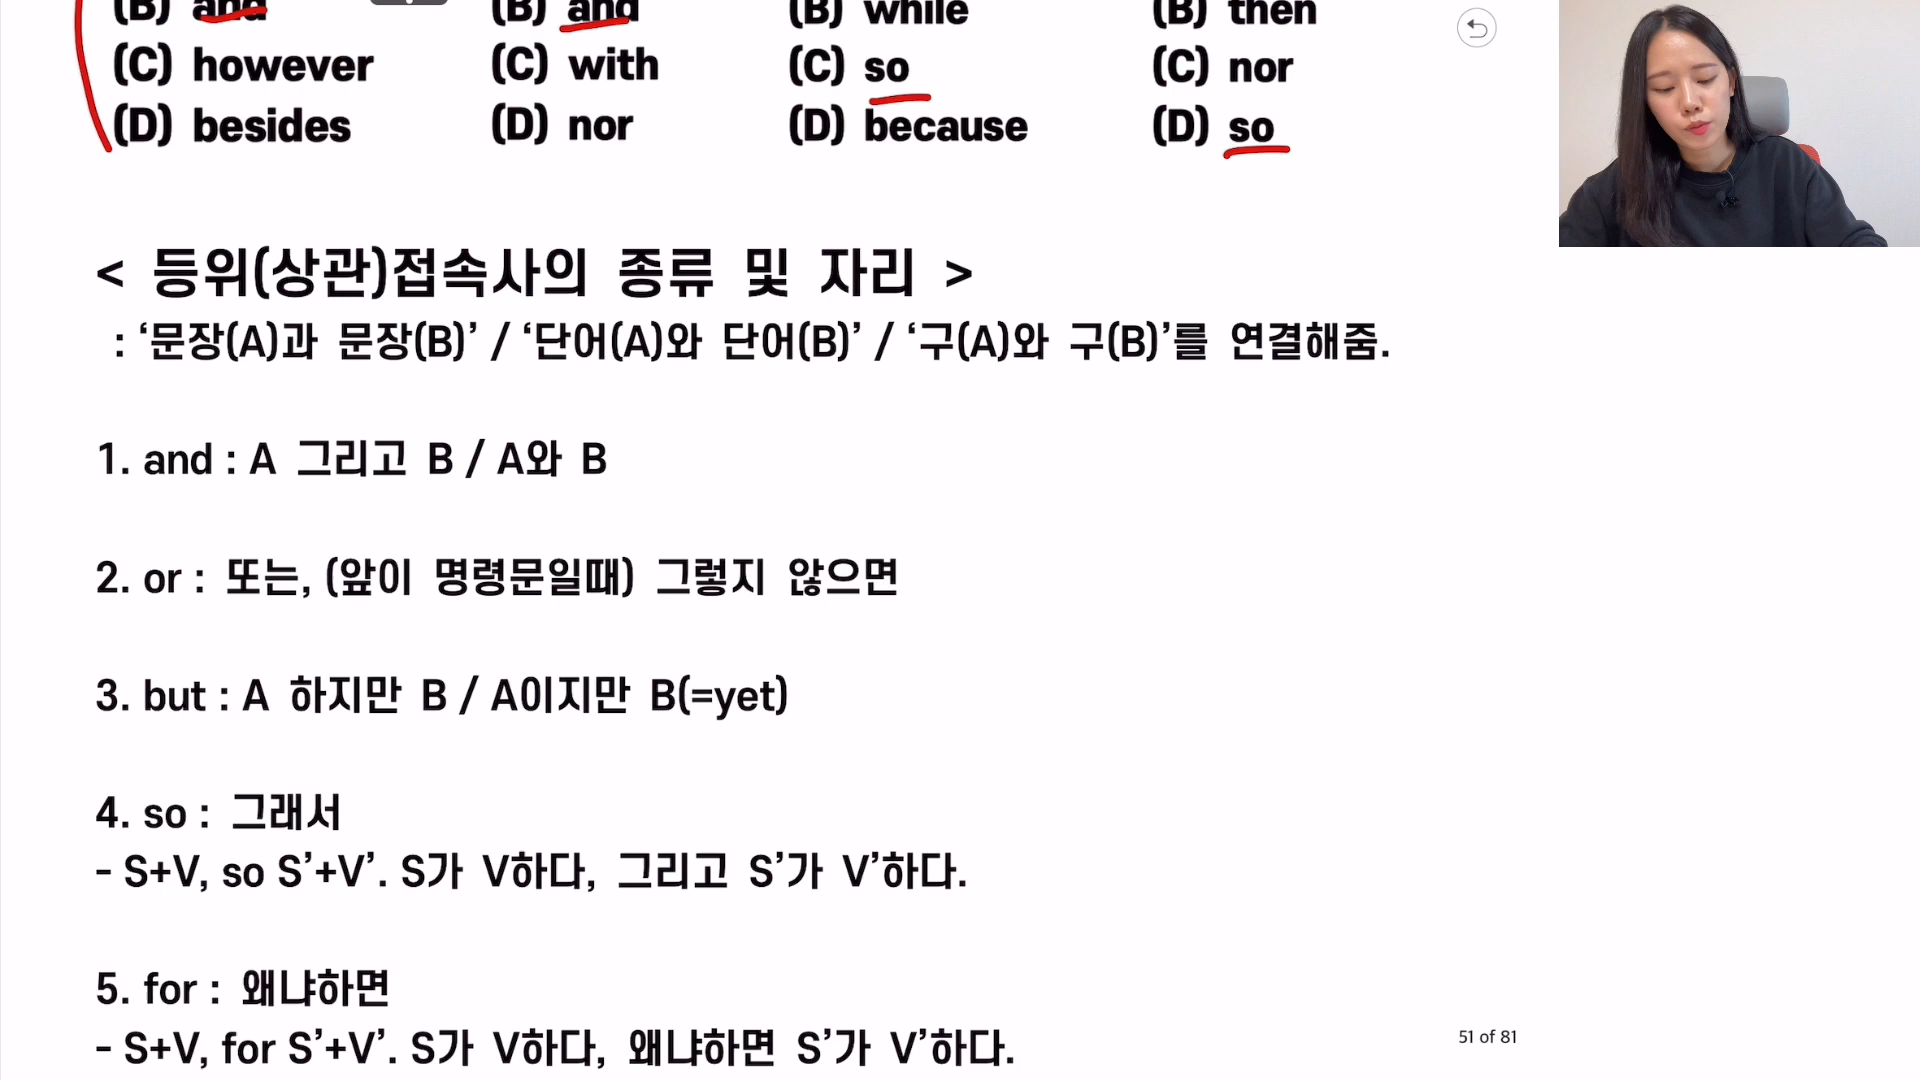 (B) and (B) and (B) while (B) then
(C) however (C) with (C) so (C) nor
(D) besides (D) nor (D) because (D) so
< 등위(상관)접속사의 종류 및 자리 >
: ‘문장(A)과 문장(B)’ / ‘단어(A)와 단어(B)’ / ‘구(A)와 구(B)’를 연결해줌.
1. and : A 그리고 B / A와 B
2. or : 또는, (앞이 명령문일때) 그렇지 않으면
3. but : A 하지만 B / A이지만 B(=yet)
4. so : 그래서
- S+V, so S’+V’. S가 V하다, 그리고 S’가 V’하다.
5. for : 왜냐하면
- S+V, for S’+V’. S가 V하다, 왜냐하면 S’가 V’하다.
51 of 81